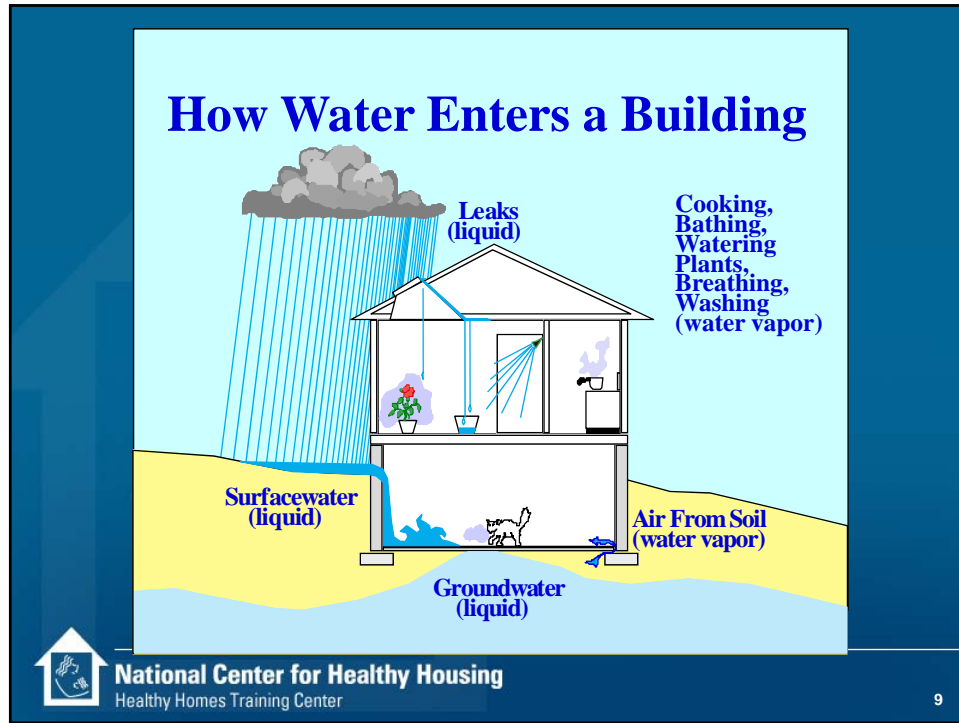 How Water Enters a Building
Leaks
(liquid)
Cooking,
Bathing,
Watering
Plants,
Breathing,
Washing
(water vapor)
Surfacewater
(liquid)
Air From Soil
(water vapor)
Groundwater
(liquid)
National Center for Healthy Housing
Healthy Homes Training Center
9